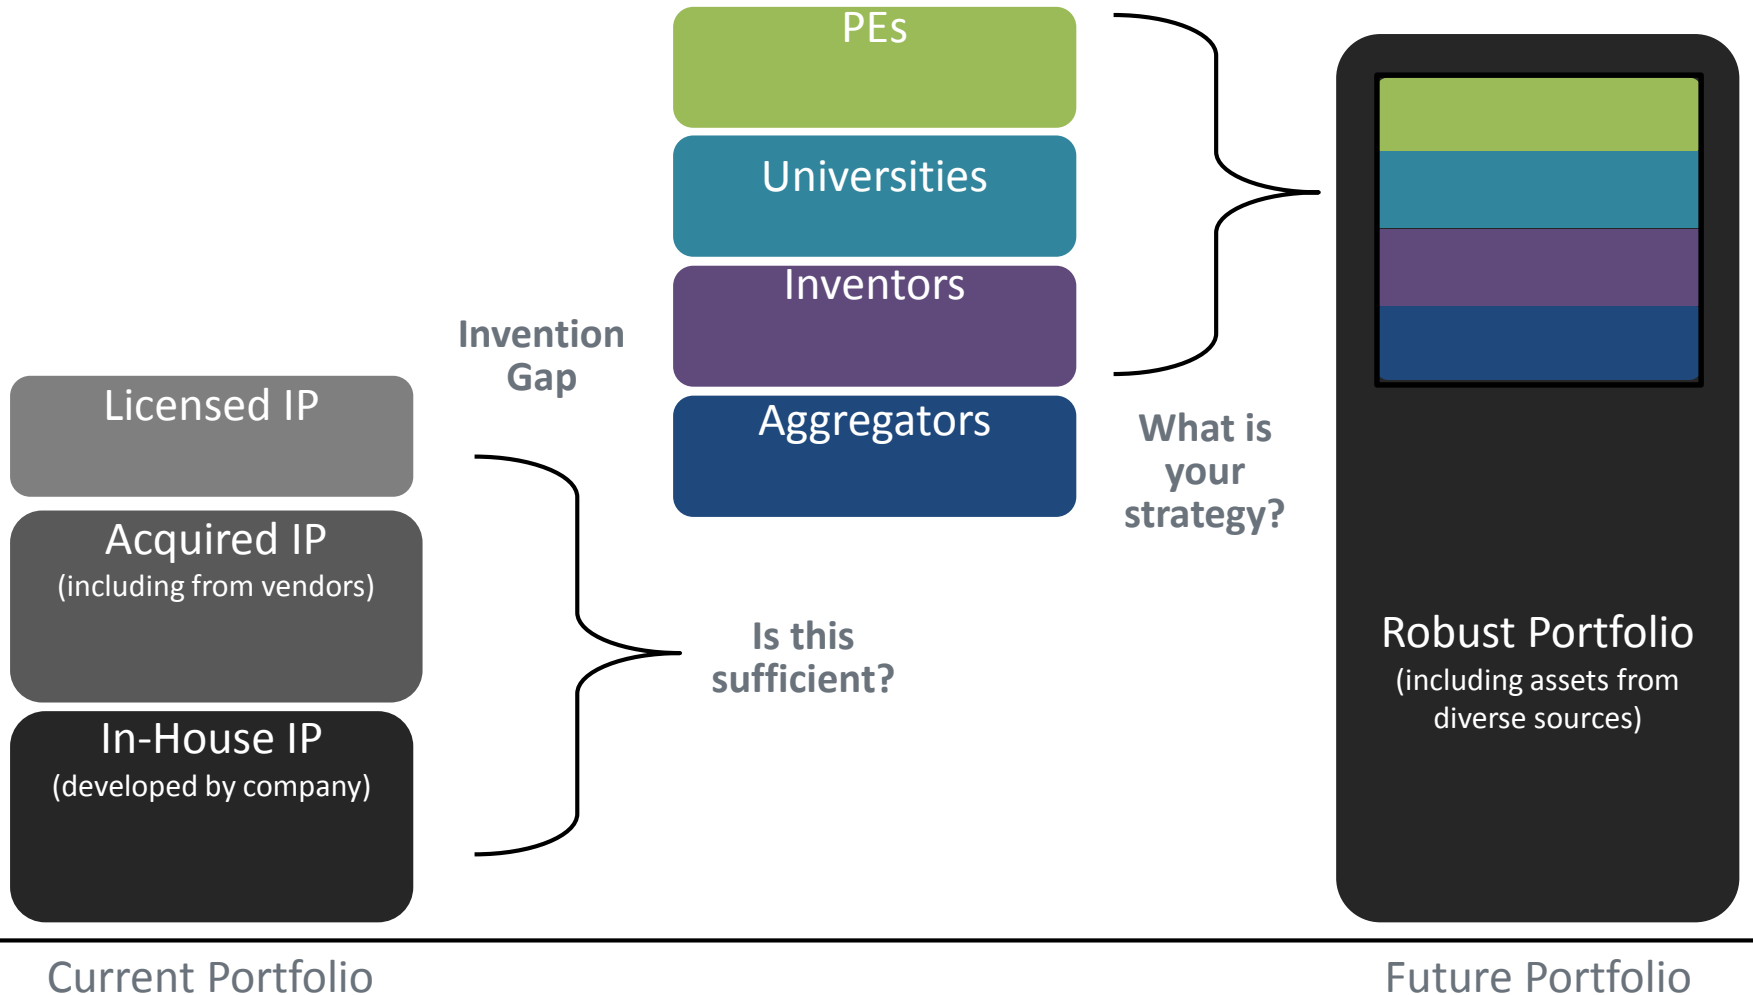 PEs
Universities
Inventors
Aggregators
Invention
Gap
Licensed IP
Acquired IP
(including from vendors)
In-House IP
(developed by company)
Is this
sufficient?
What is
your
strategy?
Robust Portfolio
(including assets from
diverse sources)
Current Portfolio
Future Portfolio